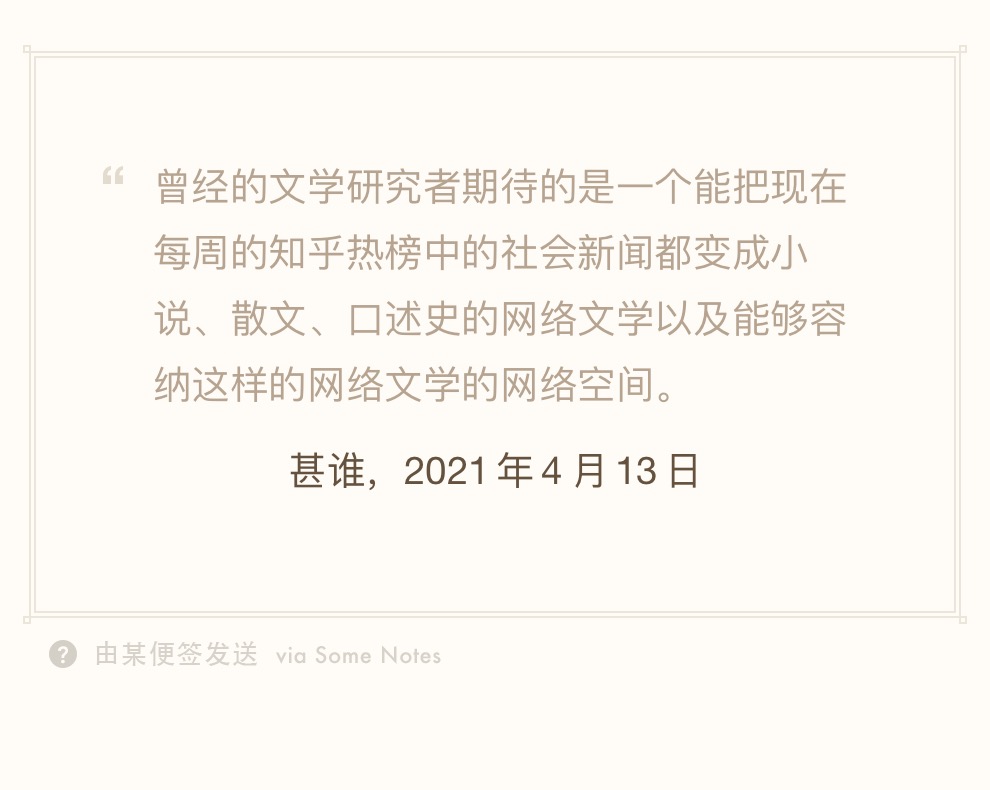 “ 曾经的文学研究者期待的是一个能把现在
每周的知乎热榜中的社会新闻都变成小
说、散文、口述史的网络文学以及能够容
纳这样的网络文学的网络空间。
甚谁，2021 年 4 月 13 日
? 由某便签发送 via Some Notes